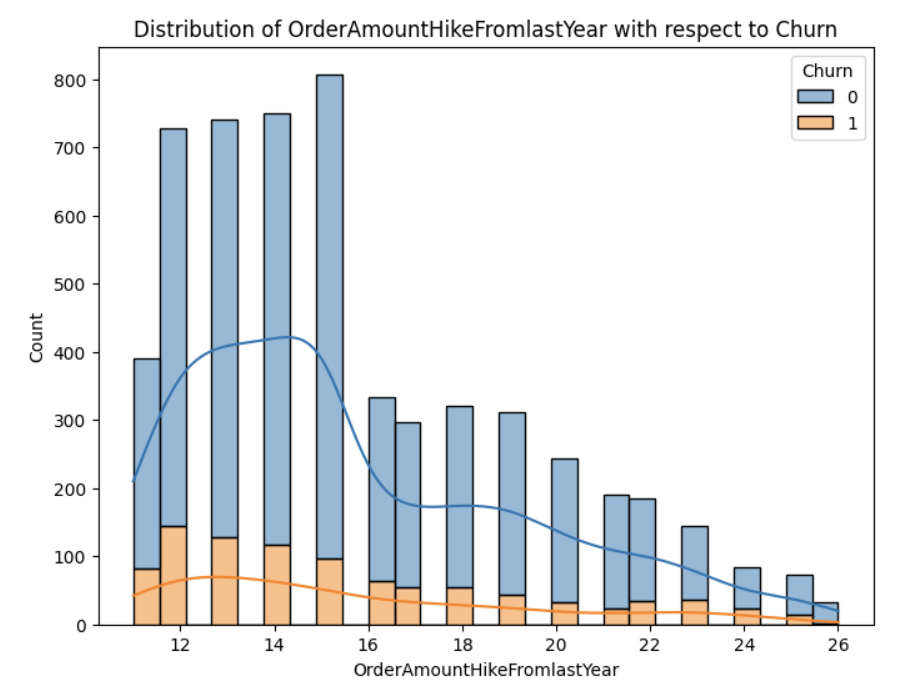 Distribution of OrderAmountHikeFromlastYear with respect to Churn
Churn
0
1
800
700
600
500
400
300
200
100
0
Count
12 14 16 18 20 22 24 26
OrderAmountHikeFromlastYear